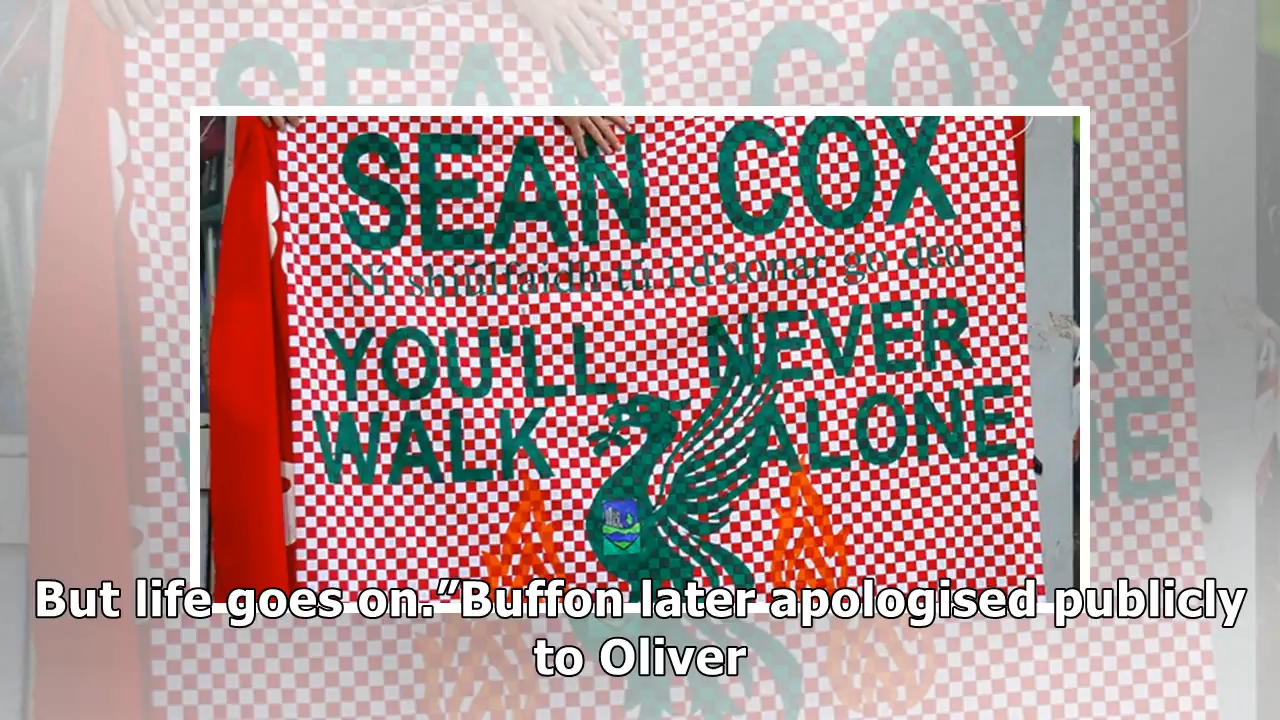 SEAN COX
Ní shiúlfaidh tú i d'aonar go deo
YOU'LL NEVER
WALK ALONE
But life goes on.”Buffon later apologised publicly
to Oliver